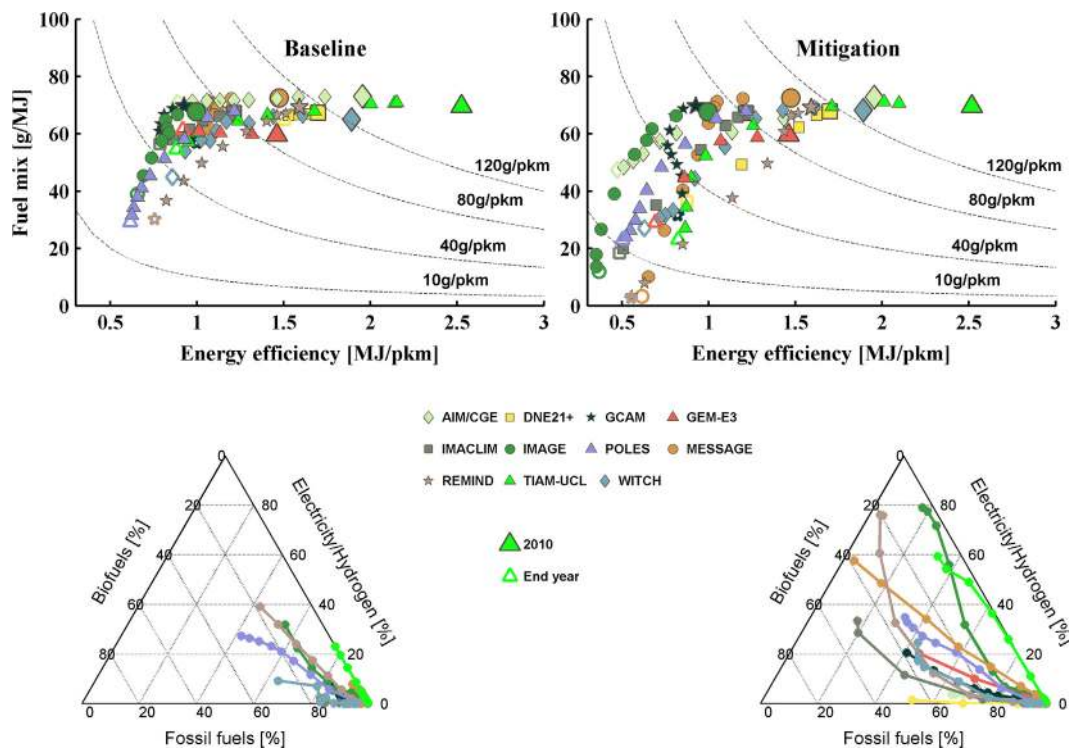 Baseline
Mitigation
Fuel mix [g/MJ]
100
80
60
40
20
0
0.5
1
1.5
2
2.5
3
Energy efficiency [MJ/pkm]
120g/pkm
80g/pkm
40g/pkm
10g/pkm
100
80
60
40
20
0
0.5
1
1.5
2
2.5
3
Energy efficiency [MJ/pkm]
120g/pkm
80g/pkm
40g/pkm
10g/pkm
AIM/CGE DNE21+ GCAM GEM-E3
IMACLIM IMAGE POLES MESSAGE
REMIND TIAM-UCL WITCH
2010
End year
Biofuels [%]
Electricity/Hydrogen [%]
0
20 80
40 60
60 40
80 20
0
0 20 40 60 80
Fossil fuels [%]
Biofuels [%]
Electricity/Hydrogen [%]
0
20 80
40 60
60 40
80 20
0
0 20 40 60 80
Fossil fuels [%]